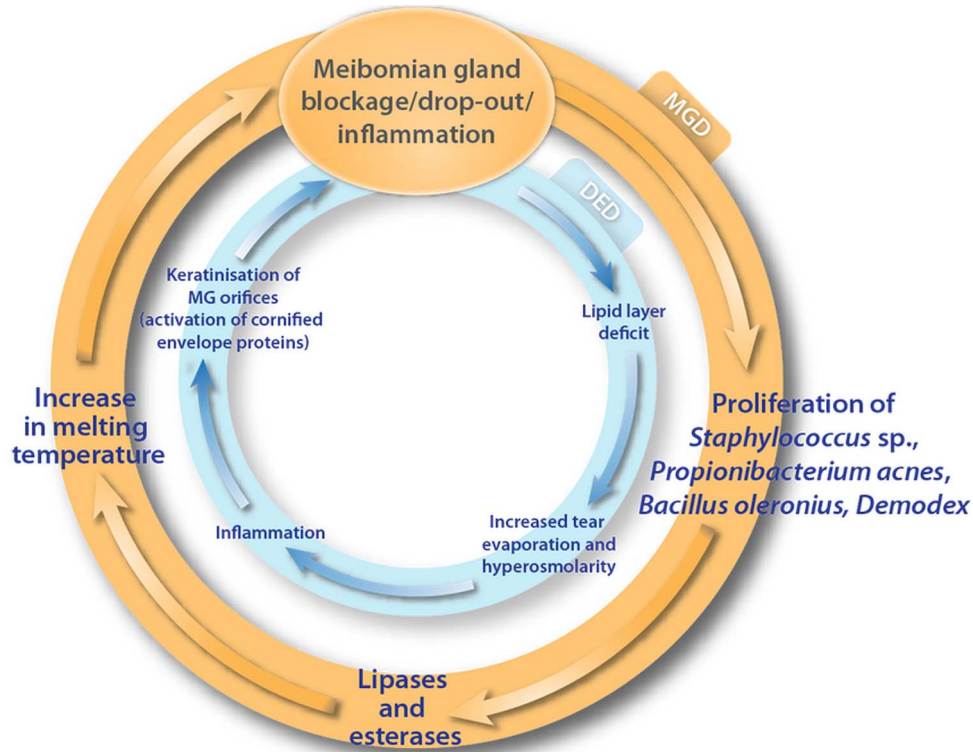 Meibomian gland
blockage/drop-out/
inflammation
MGD
DED
Lipid layer
deficit
Increased tear
evaporation and
hyperosmolarity
Inflammation
Keratinisation of
MG orifices
(activation of cornified
envelope proteins)
Proliferation of
Staphylococcus sp.,
Propionibacterium acnes,
Bacillus oleronius, Demodex
Lipases
and
esterases
Increase
in melting
temperature